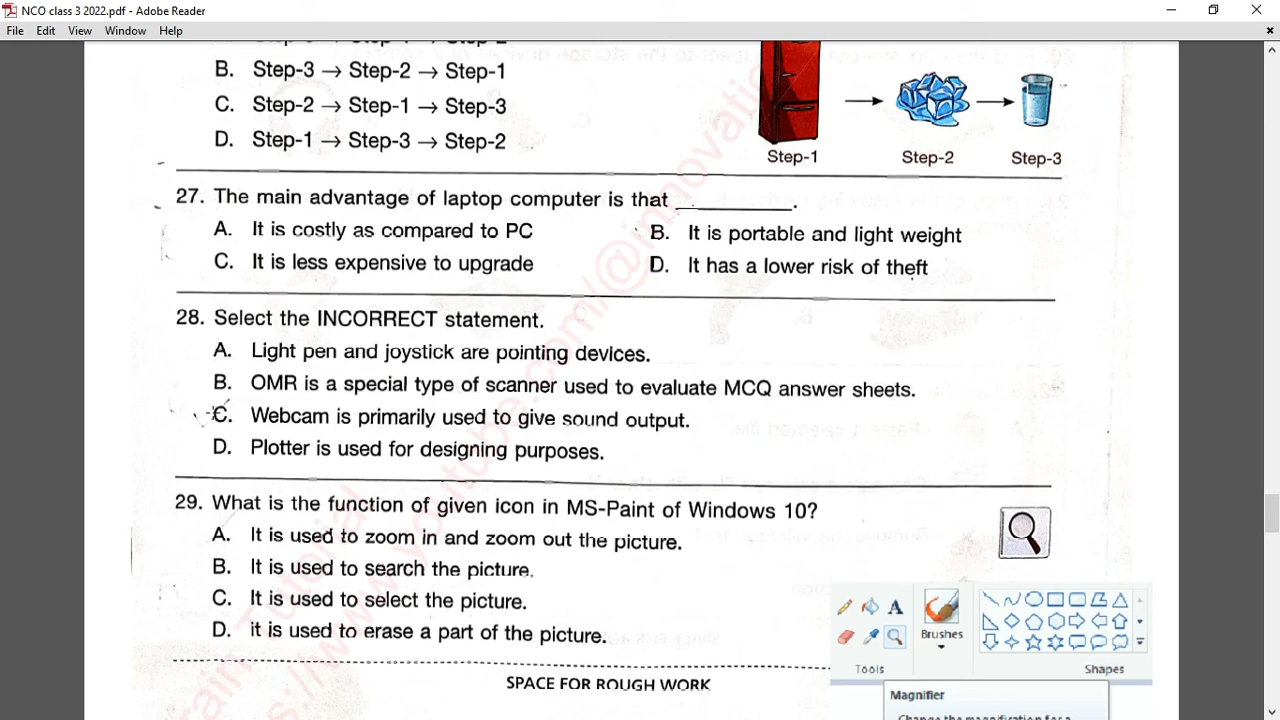 NCO class 3 2022.pdf - Adobe Reader
File Edit View Window Help
B. Step-3 → Step-2 → Step-1
C. Step-2 → Step-1 → Step-3
D. Step-1 → Step-3 → Step-2
Step-1 Step-2 Step-3
27. The main advantage of laptop computer is that __________.
A. It is costly as compared to PC
B. It is portable and light weight
C. It is less expensive to upgrade
D. It has a lower risk of theft
28. Select the INCORRECT statement.
A. Light pen and joystick are pointing devices.
B. OMR is a special type of scanner used to evaluate MCQ answer sheets.
C. Webcam is primarily used to give sound output.
D. Plotter is used for designing purposes.
29. What is the function of given icon in MS-Paint of Windows 10?
A. It is used to zoom in and zoom out the picture.
B. It is used to search the picture.
C. It is used to select the picture.
D. it is used to erase a part of the picture.
A
Brushes
Tools Shapes
Magnifier
SPACE FOR ROUGH WORK